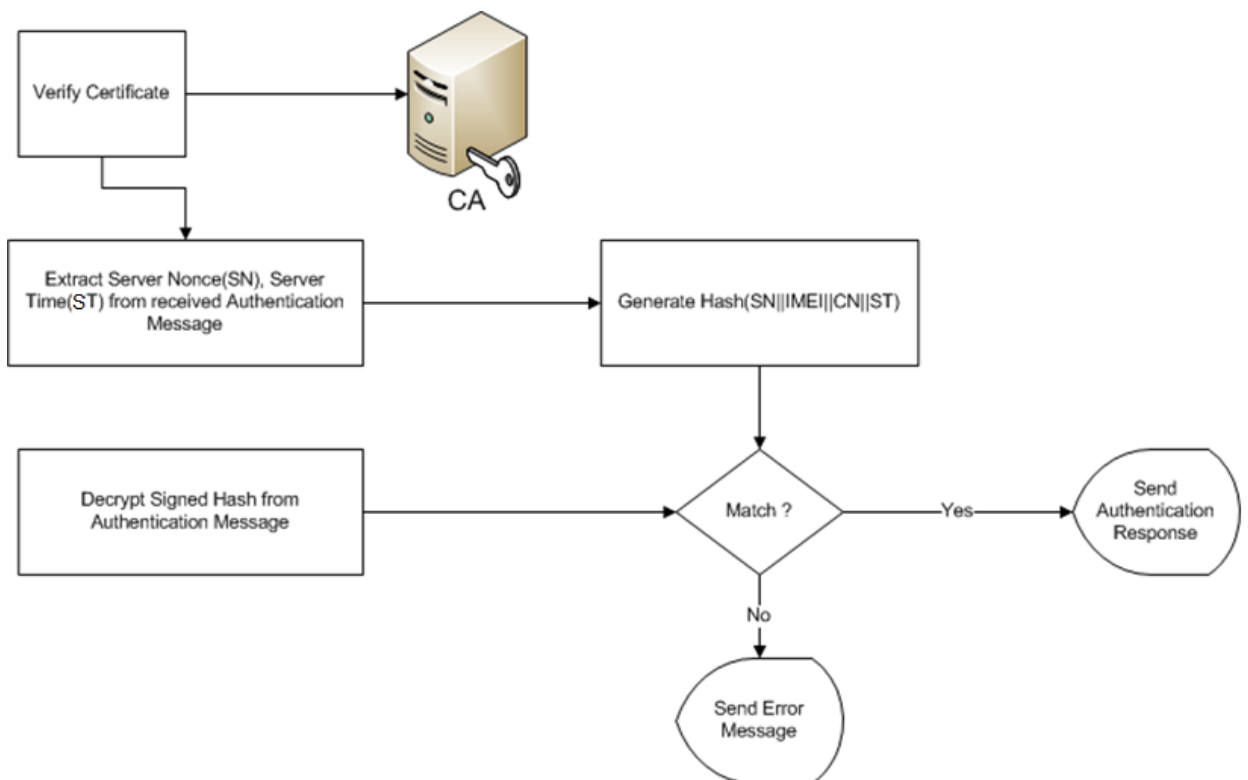 Verify Certificate
CA
Extract Server Nonce(SN), Server
Time(ST) from received Authentication
Message
Generate Hash(SN||IMEI||CN||ST)
Decrypt Signed Hash from
Authentication Message
Match ?
Yes
Send
Authentication
Response
No
Send Error
Message